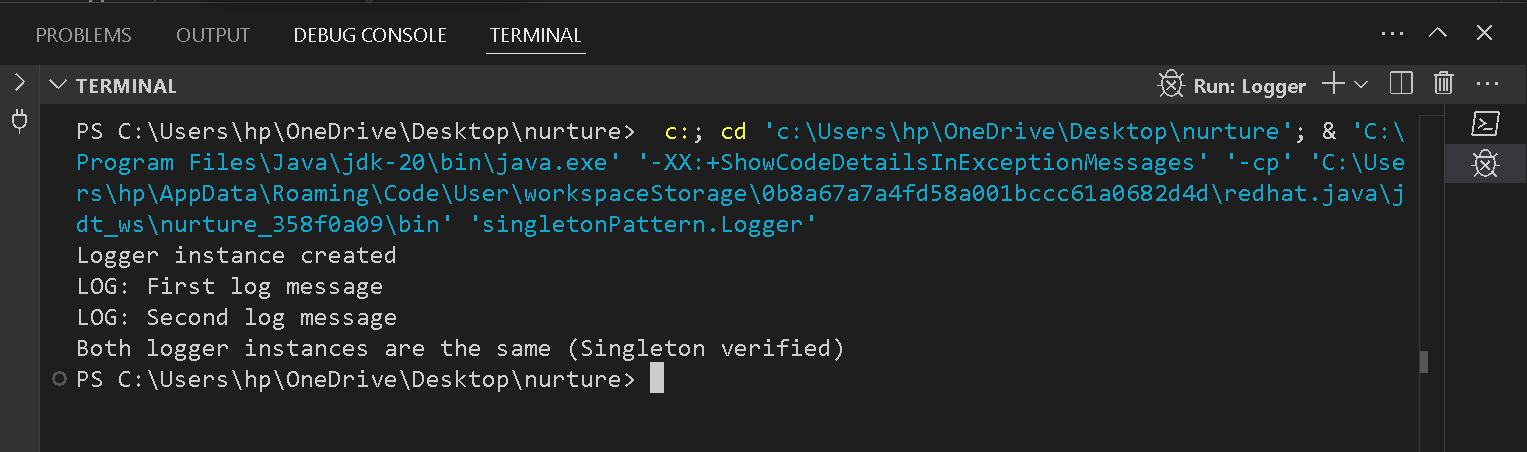 PROBLEMS OUTPUT DEBUG CONSOLE TERMINAL
TERMINAL Run: Logger
PS C:\Users\hp\OneDrive\Desktop\nurture>  c:; cd 'c:\Users\hp\OneDrive\Desktop\nurture'; & 'C:\
Program Files\Java\jdk-20\bin\java.exe' '-XX:+ShowCodeDetailsInExceptionMessages' '-cp' 'C:\Use
rs\hp\AppData\Roaming\Code\User\workspaceStorage\0b8a67a7a4fd58a001bccc61a0682d4d\redhat.java\j
dt_ws\nurture_358f0a09\bin' 'singletonPattern.Logger'
Logger instance created
LOG: First log message
LOG: Second log message
Both logger instances are the same (Singleton verified)
PS C:\Users\hp\OneDrive\Desktop\nurture>